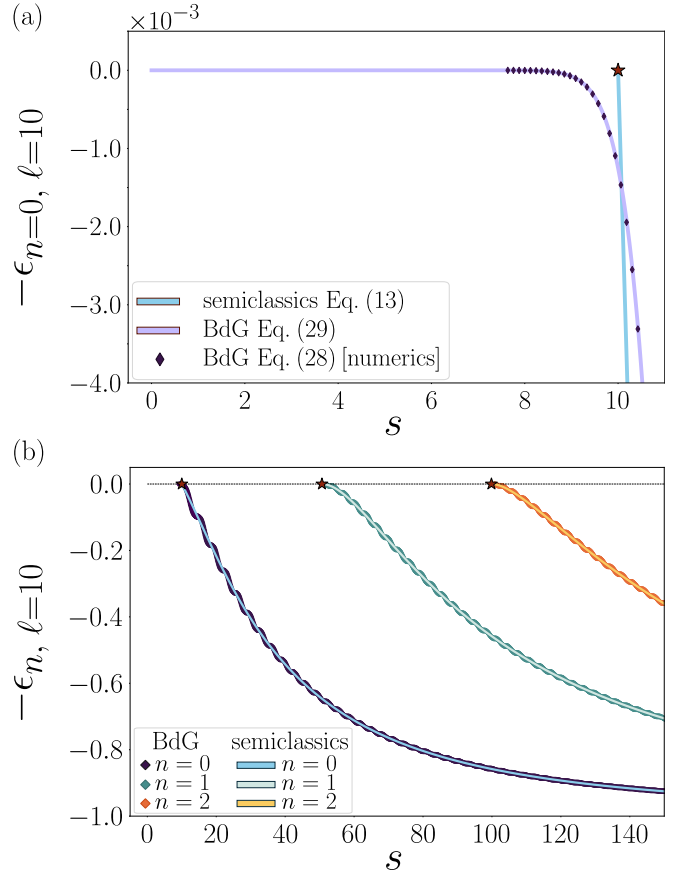 (a)
×10⁻³
0.0
−1.0
−2.0
−3.0
−4.0
−ϵn=0, ℓ=10
semiclassics Eq. (13)
BdG Eq. (29)
BdG Eq. (28) [numerics]
0 2 4 6 8 10
s
(b)
0.0
−0.2
−0.4
−0.6
−0.8
−1.0
−ϵn, ℓ=10
BdG semiclassics
n = 0 n = 0
n = 1 n = 1
n = 2 n = 2
0 20 40 60 80 100 120 140
s